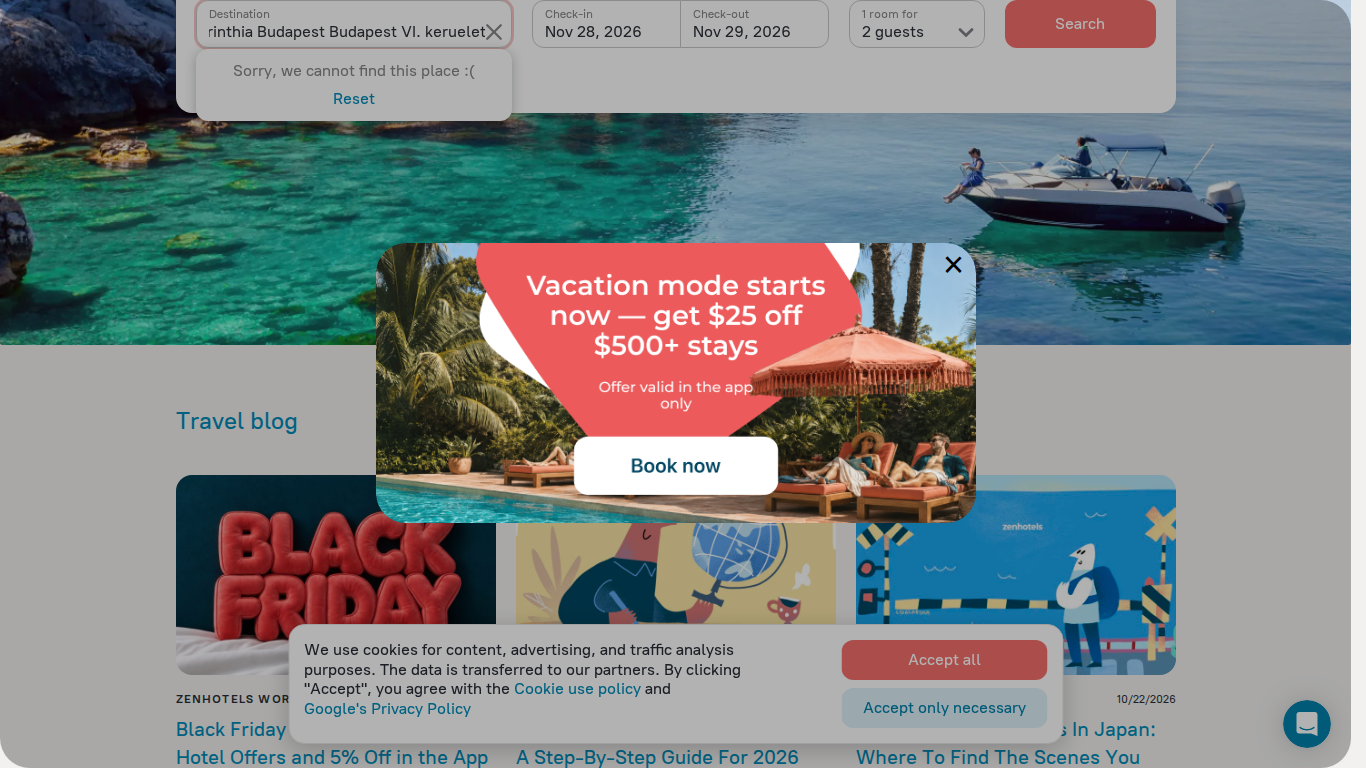 Destination
rinthia Budapest Budapest VI. keruelet
Check-in
Nov 28, 2026
Check-out
Nov 29, 2026
1 room for
2 guests
Search
Sorry, we cannot find this place :(
Reset
Vacation mode starts
now — get $25 off
$500+ stays
Offer valid in the app
only
Book now
Travel blog
BLACK
FRIDAY
zenhotels
We use cookies for content, advertising, and traffic analysis
purposes. The data is transferred to our partners. By clicking
"Accept", you agree with the Cookie use policy and
Google's Privacy Policy
Accept all
Accept only necessary
ZENHOTELS WOR
10/22/2026
Black Friday
Hotel Offers and 5% Off in the App
A Step-By-Step Guide For 2026
s In Japan:
Where To Find The Scenes You